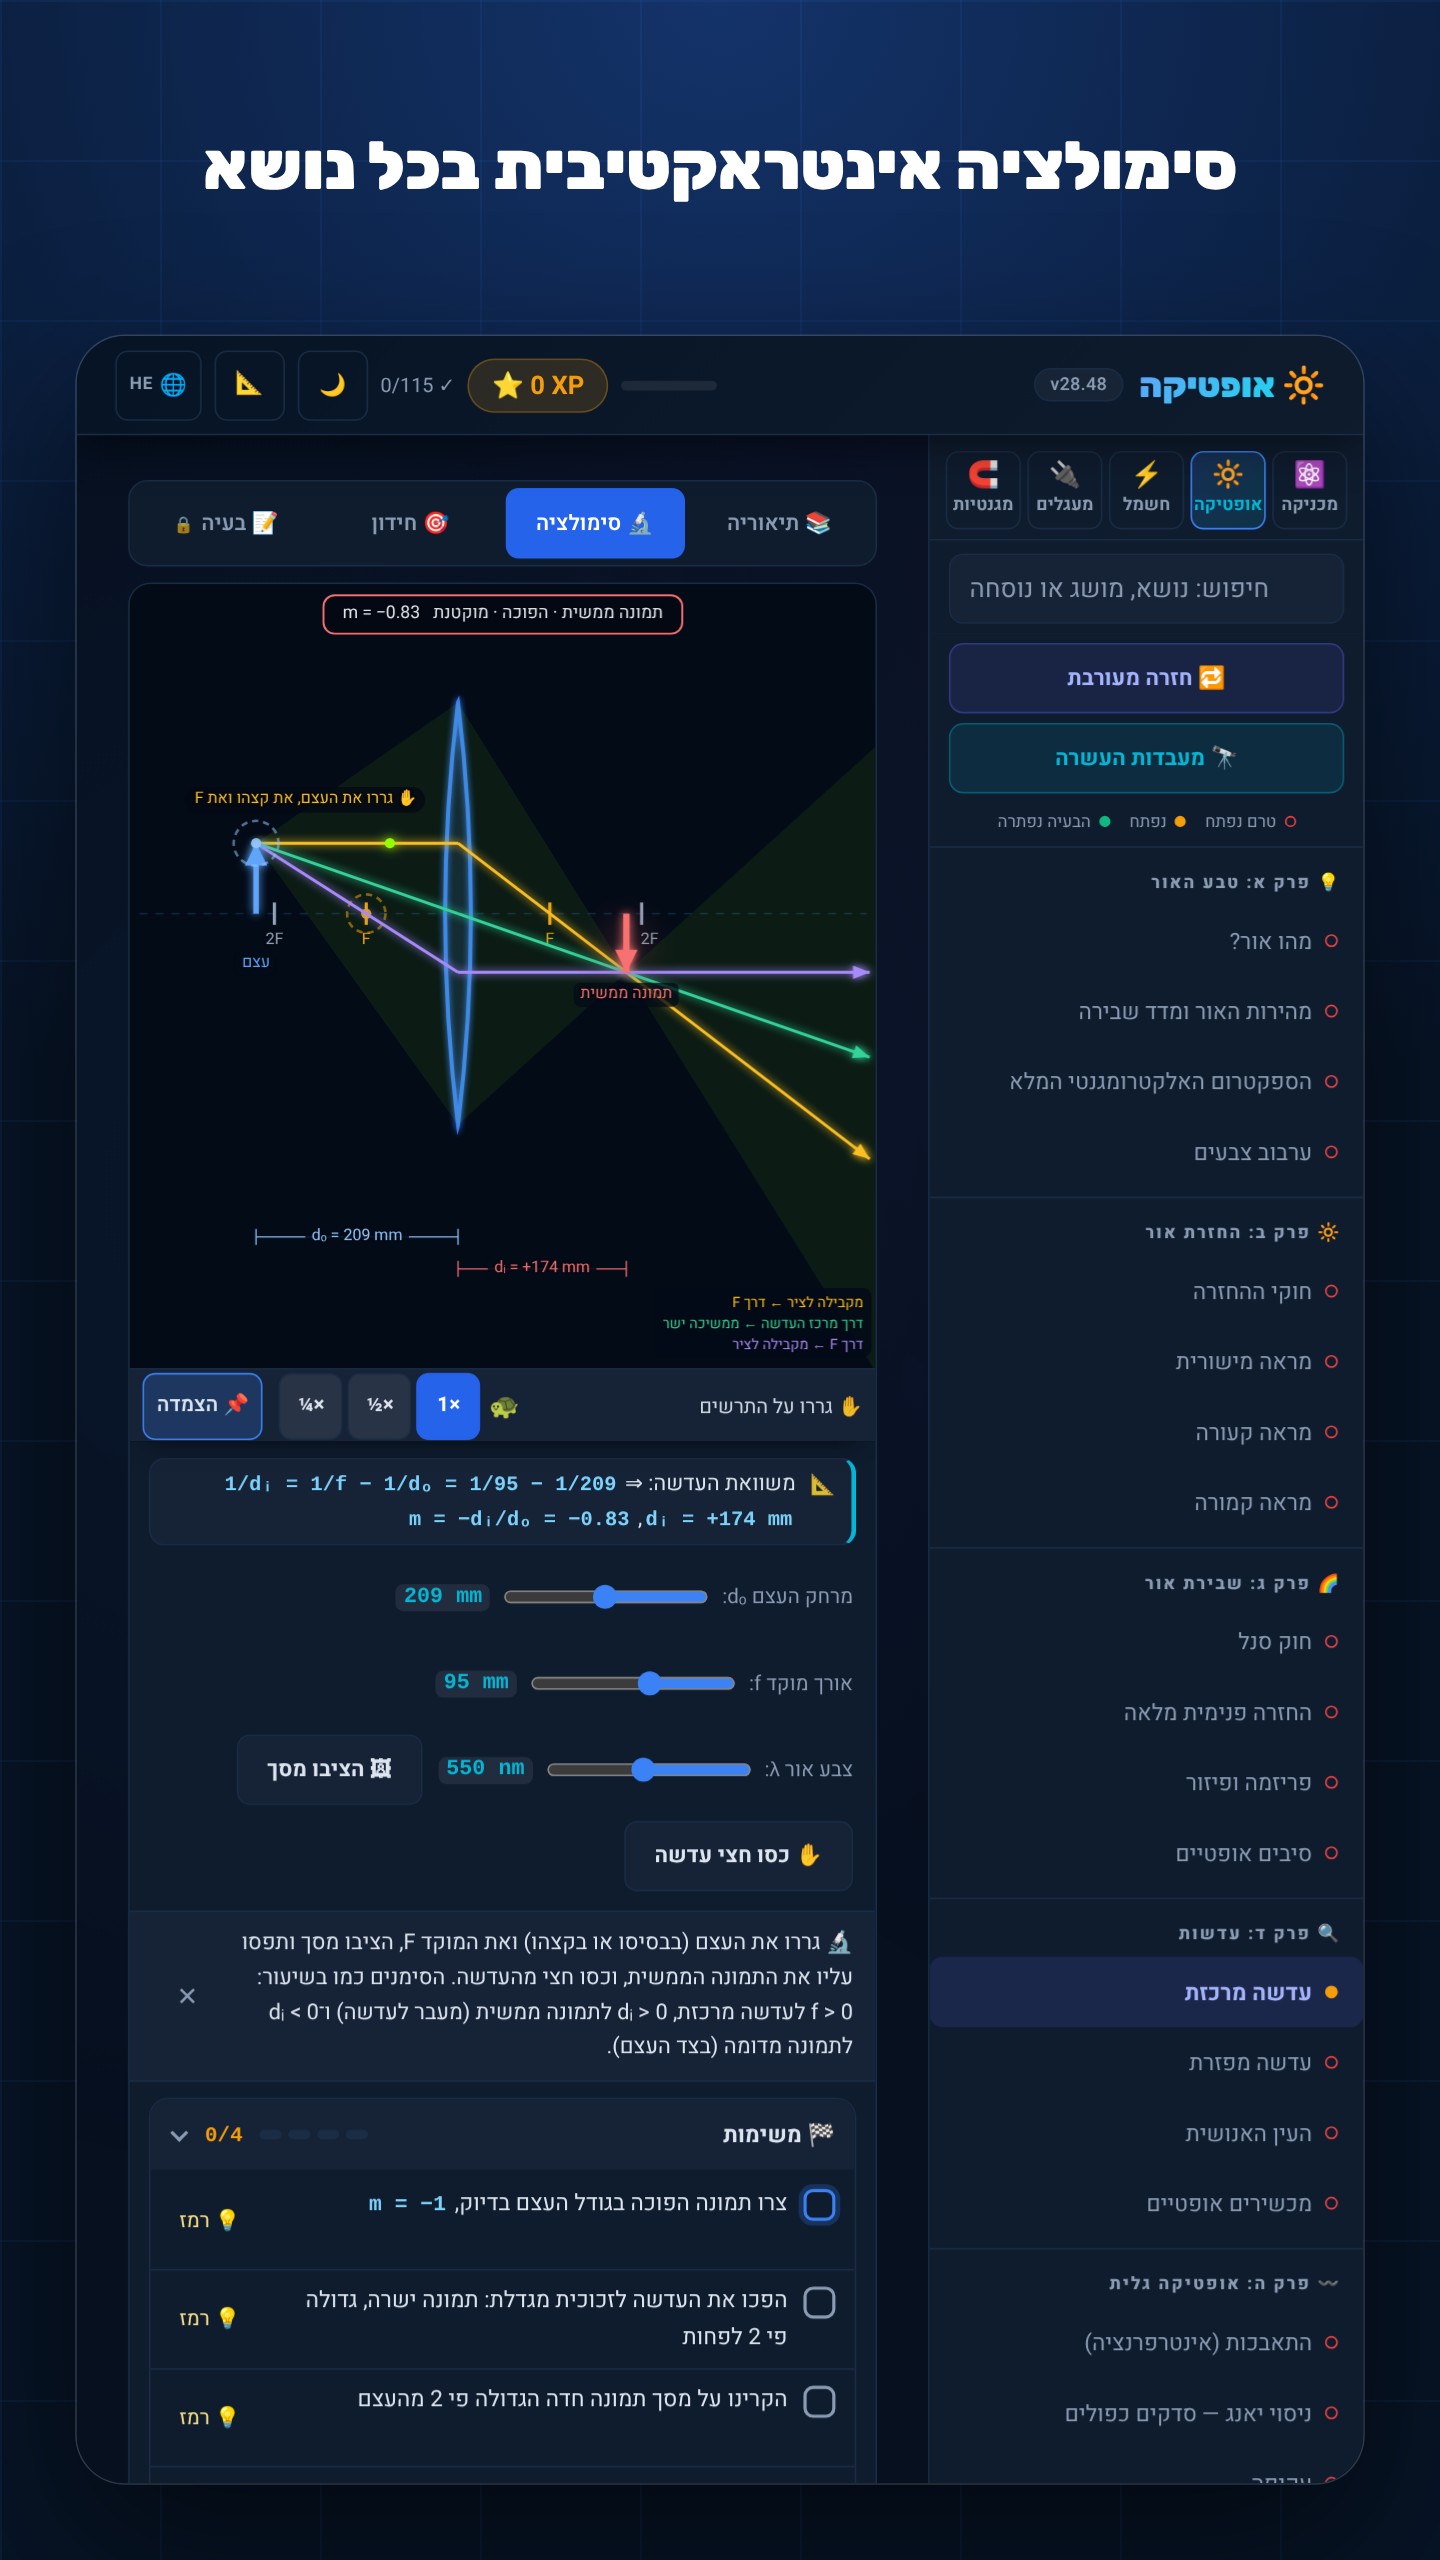 סימולציה אינטראקטיבית בכל נושא
אופטיקה
v28.48
0 XP
0/115 ✓
HE
מכניקה
אופטיקה
חשמל
מעגלים
מגנטיות
חיפוש: נושא, מושג או נוסחה
חזרה מעורבת
מעבדות העשרה
טרם נפתח
נפתח
הבעיה נפתרה
פרק א: טבע האור
מהו אור?
מהירות האור ומדד שבירה
הספקטרום האלקטרומגנטי המלא
ערבוב צבעים
פרק ב: החזרת אור
חוקי ההחזרה
מראה מישורית
מראה קעורה
מראה קמורה
פרק ג: שבירת אור
חוק סנל
החזרה פנימית מלאה
פריזמה ופיזור
סיבים אופטיים
פרק ד: עדשות
עדשה מרכזת
עדשה מפזרת
העין האנושית
מכשירים אופטיים
פרק ה: אופטיקה גלית
התאבכות (אינטרפרנציה)
ניסוי יאנג – סדקים כפולים
תיאוריה
סימולציה
חידון
בעיה
תמונה ממשית · הפוכה · מוקטנת m = −0.83
גררו את העצם, את קצהו ואת F
2F
F
F
2F
עצם
תמונה ממשית
dₒ = 209 mm
dᵢ = +174 mm
מקבילה לציר ← דרך F
דרך מרכז העדשה ← ממשיכה ישר
דרך F ← מקבילה לציר
גררו על התרשים
1×
½×
¼×
הצמדה
משוואת העדשה: 1/dᵢ = 1/f − 1/dₒ = 1/95 − 1/209 ⇒
dᵢ = +174 mm, m = −dᵢ/dₒ = −0.83
מרחק העצם dₒ: 209 mm
אורך מוקד f: 95 mm
צבע אור λ: 550 nm
הציבו מסך
כסו חצי עדשה
גררו את העצם (בבסיסו או בקצהו) ואת המוקד F, הציבו מסך ותפסו
עליו את התמונה הממשית, וכסו חצי מהעדשה. הסימנים כמו בשיעור:
f > 0 לעדשה מרכזת, dᵢ > 0 לתמונה ממשית (מעבר לעדשה) ו־dᵢ < 0
לתמונה מדומה (בצד העצם).
משימות
0/4
צרו תמונה הפוכה בגודל העצם בדיוק, m = −1
רמז
הפכו את העדשה לזכוכית מגדלת: תמונה ישרה, גדולה
פי 2 לפחות
רמז
הקרינו על מסך תמונה חדה הגדולה פי 2 מהעצם
רמז